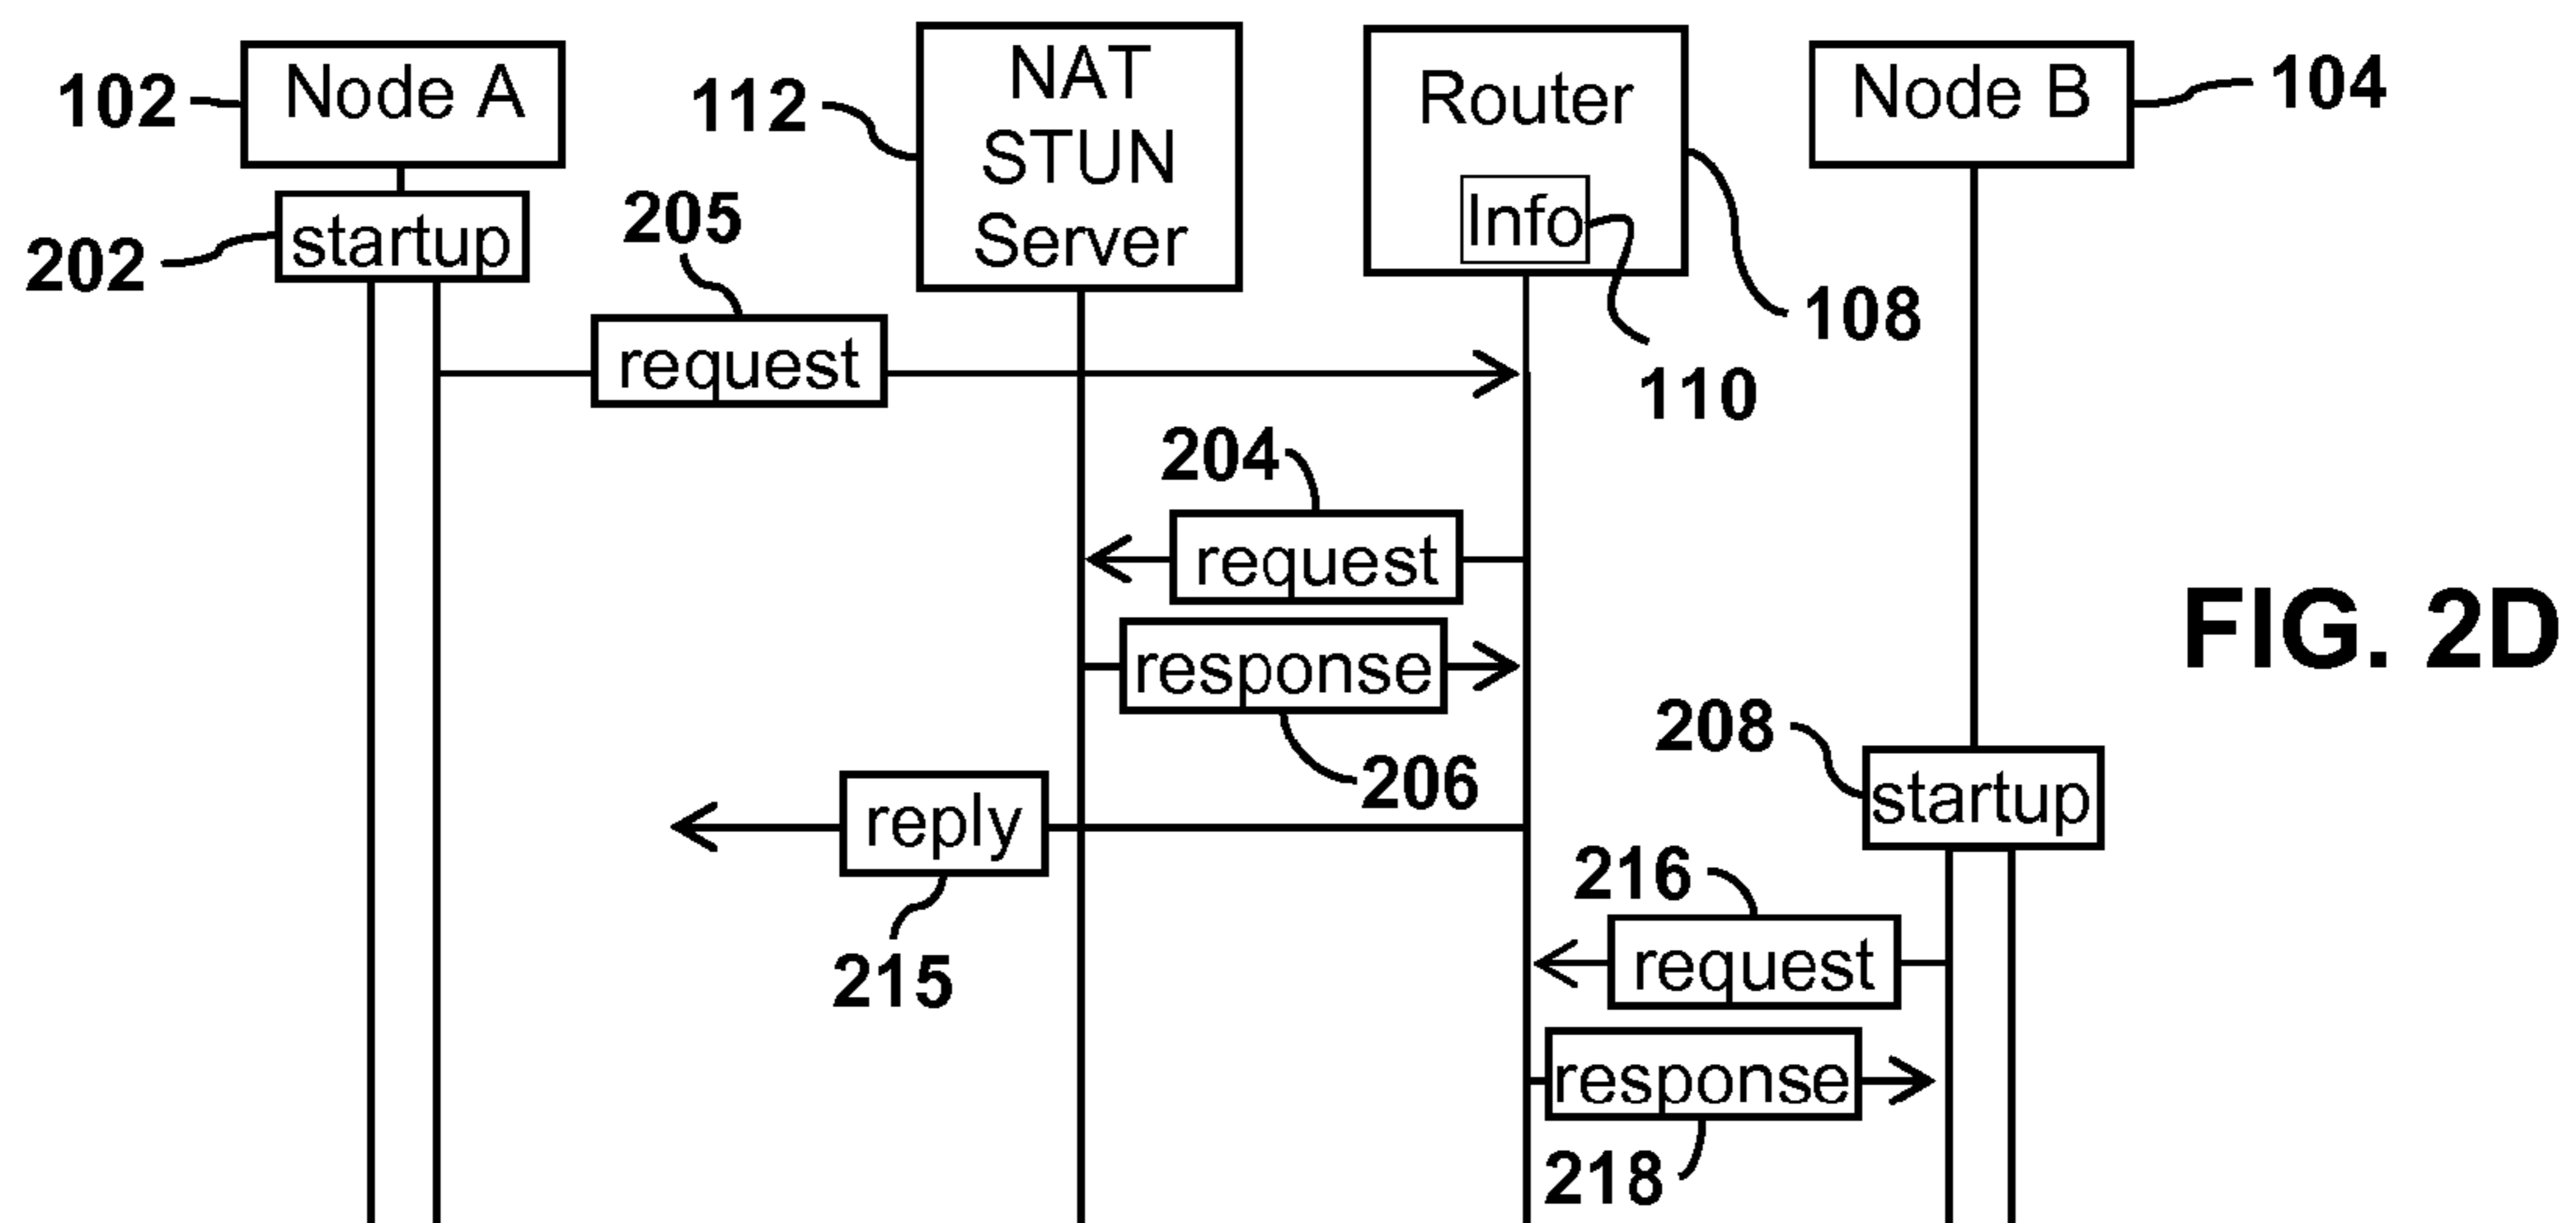 102
Node A
112
NAT
STUN
Server
Router
Info
Node B
104
202
startup
205
108
request
110
204
request
FIG. 2D
response
208
206
startup
reply
216
215
request
response
218